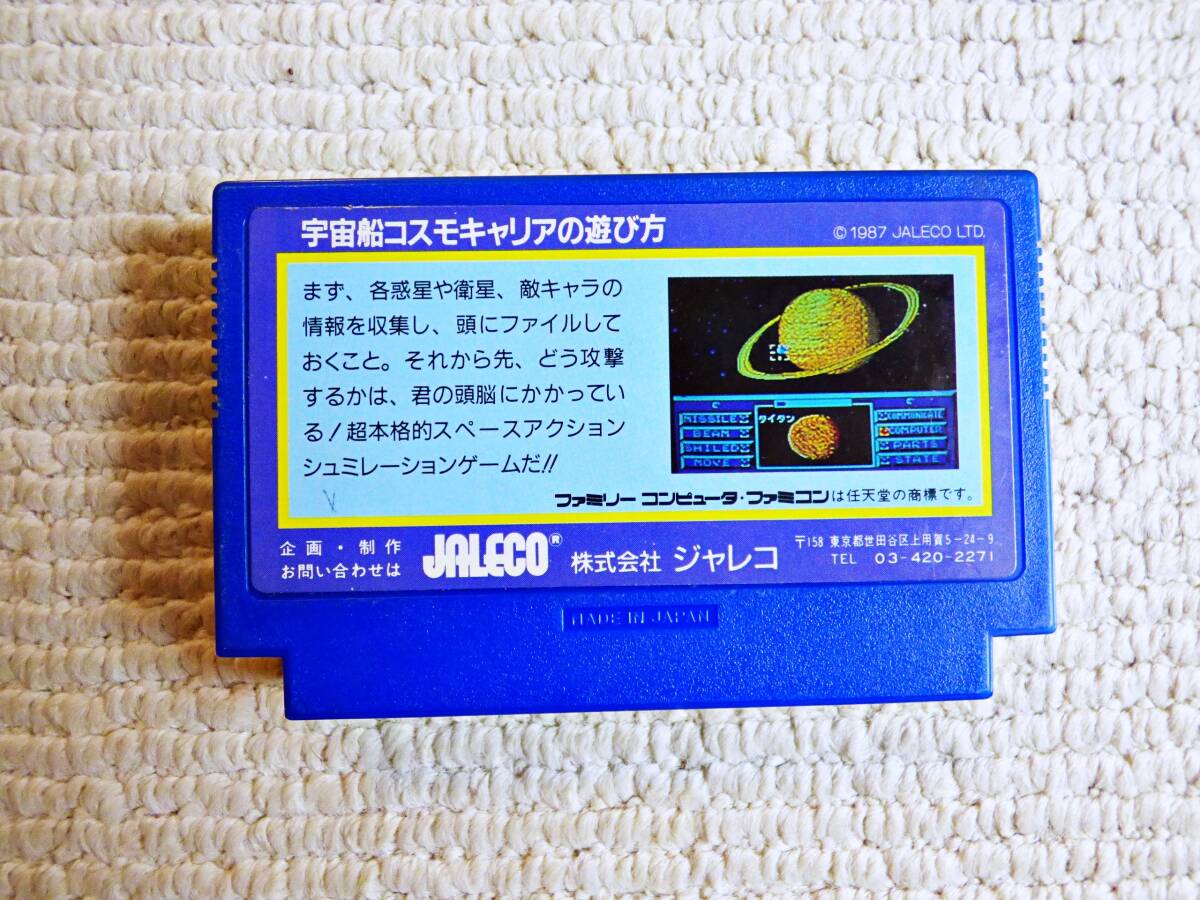 宇宙船コスモキャリアの遊び方
© 1987 JALECO LTD.
まず、各惑星や衛星、敵キャラの
情報を収集し、頭にファイルして
おくこと。それから先、どう攻撃
するかは、君の頭脳にかかってい
る!超本格的スペースアクション
シュミレーションゲームだ!!
MISSILE
BEAM
SHILED
MOVE
タイタン
COMMUNICATE
COMPUTER
PARTS
STATE
ファミリーコンピュータ・ファミコンは任天堂の商標です。
企画・制作
お問い合わせは
JALECO® 株式会社 ジャレコ
〒158 東京都世田谷区上用賀5-24-9
TEL 03-420-2271
MADE IN JAPAN